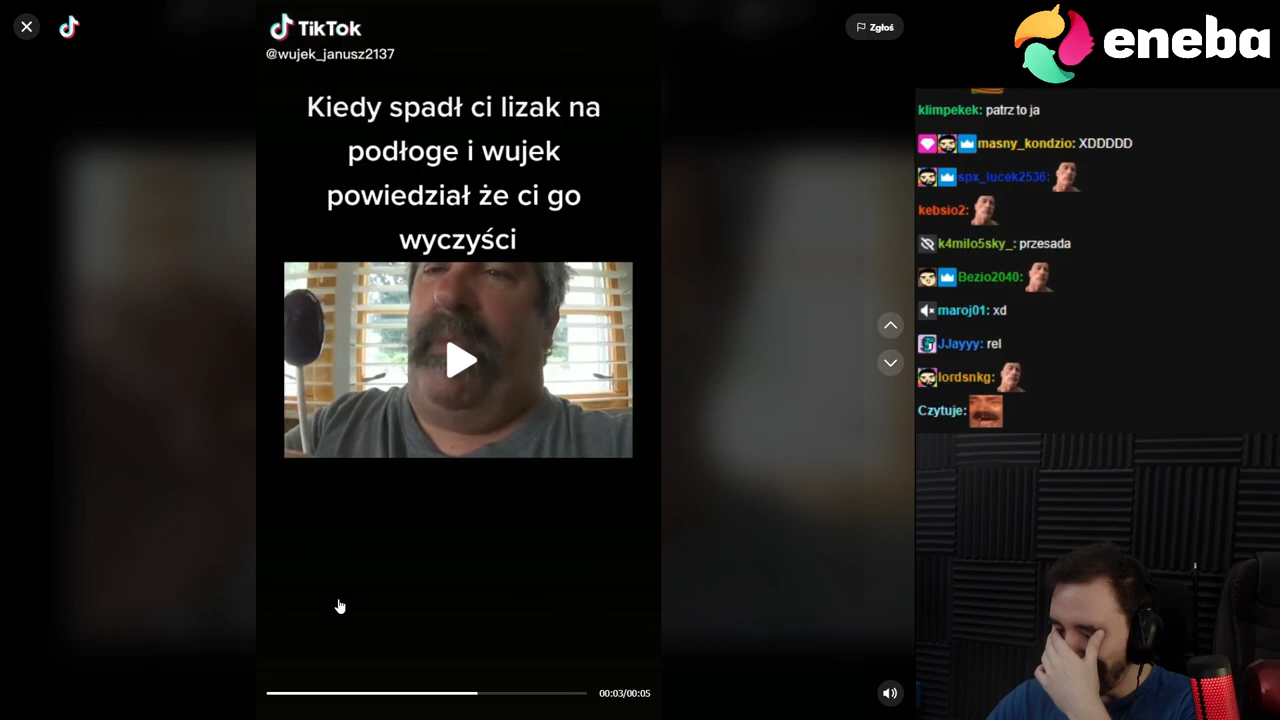 TikTok
@wujek_janusz2137
Kiedy spadł ci lizak na
podłoge i wujek
powiedział że ci go
wyczyści
00:03/00:05
Zgłoś
eneba
klimpekek: patrz to ja
masny_kondzio: XDDDDD
spx_lucek2536:
kebsio2:
k4milo5sky_: przesada
Bezio2040:
maroj01: xd
JJayyy: rel
lordsnkg:
Czytuje: